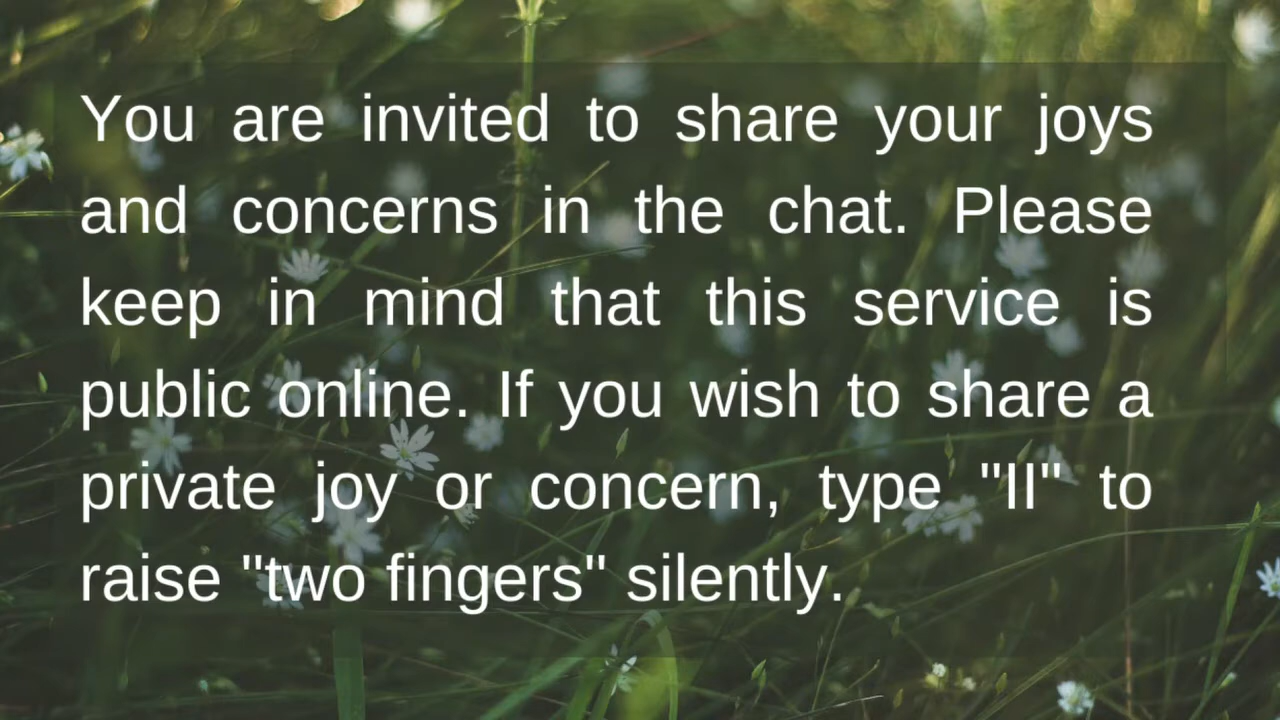 You are invited to share your joys
and concerns in the chat. Please
keep in mind that this service is
public online. If you wish to share a
private joy or concern, type "II" to
raise "two fingers" silently.